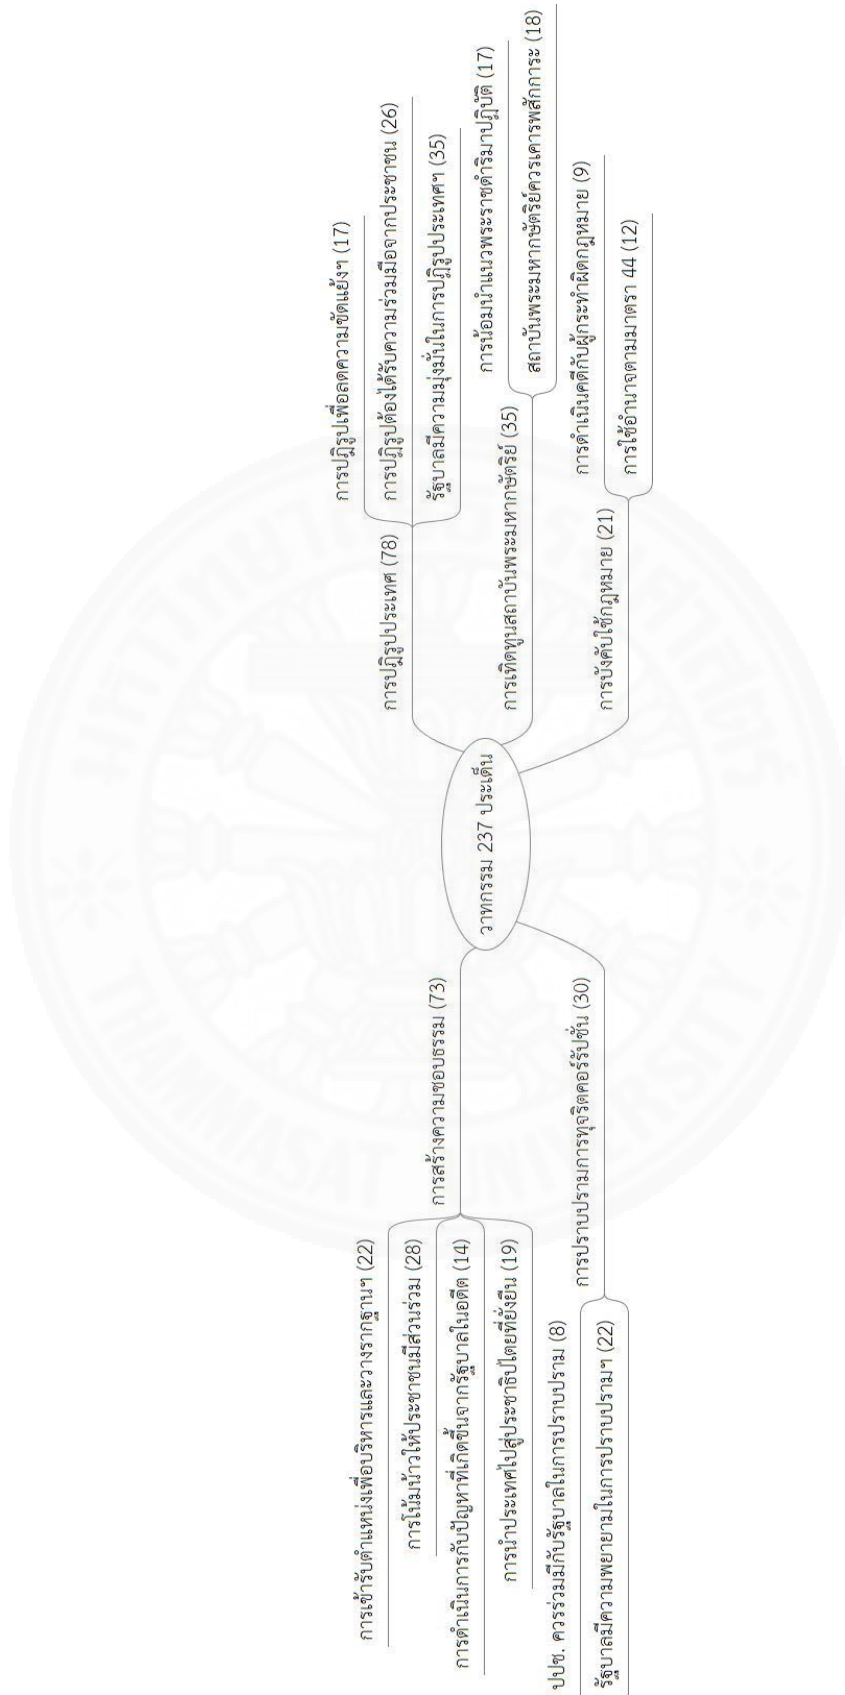 วาทกรรม 237 ประเด็น
การปฏิรูปประเทศ (78)
การปฏิรูปเพื่อลดความขัดแย้งฯ (17)
การปฏิรูปต้องได้รับความร่วมมือจากประชาชน (26)
รัฐบาลมีความมุ่งมั่นในการปฏิรูปประเทศฯ (35)
การเทิดทูนสถาบันพระมหากษัตริย์ (35)
การน้อมนำแนวพระราชดำริมาปฏิบัติ (17)
สถาบันพระมหากษัตริย์ควรเคารพสักการะ (18)
การบังคับใช้กฎหมาย (21)
การดำเนินคดีกับผู้กระทำผิดกฎหมาย (9)
การใช้อำนาจตามมาตรา 44 (12)
การสร้างความชอบธรรม (73)
การเข้ารับตำแหน่งเพื่อบริหารและวางรากฐานฯ (22)
การโน้มน้าวให้ประชาชนมีส่วนร่วม (28)
การดำเนินการกับปัญหาที่เกิดขึ้นจากรัฐบาลในอดีต (14)
การนำประเทศไปสู่ประชาธิปไตยที่ยั่งยืน (19)
การปราบปรามการทุจริตคอร์รัปชั่น (30)
ปปช. ควรร่วมมือกับรัฐบาลในการปราบปราม (8)
รัฐบาลมีความพยายามในการปราบปรามฯ (22)
THAMMASAT UNIVERSITY
มหาวิทยาลัยธรรมศาสตร์